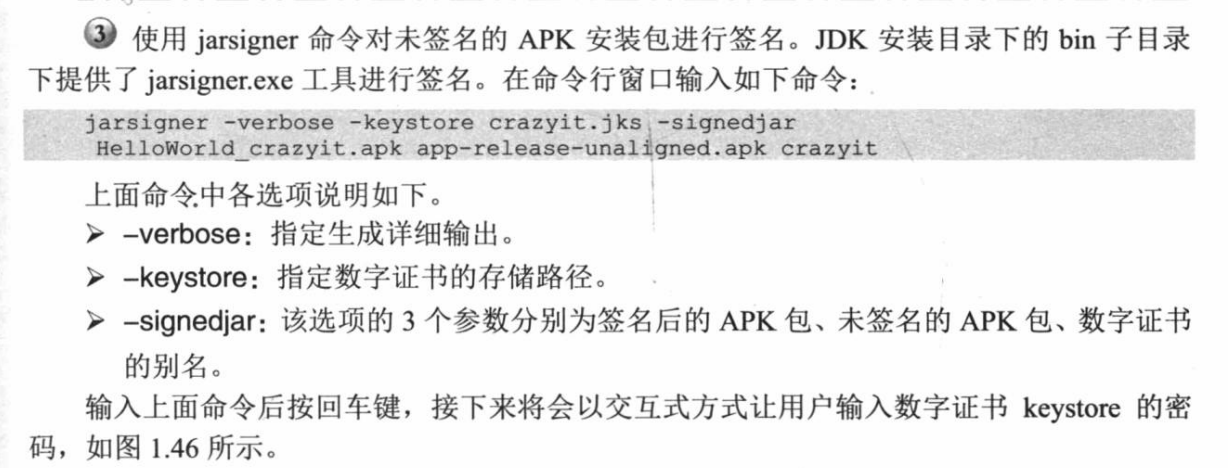 3 使用 jarsigner 命令对未签名的 APK 安装包进行签名。JDK 安装目录下的 bin 子目录
下提供了 jarsigner.exe 工具进行签名。在命令行窗口输入如下命令：
jarsigner -verbose -keystore crazyit.jks -signedjar
HelloWorld_crazyit.apk app-release-unaligned.apk crazyit
上面命令中各选项说明如下。
➢ –verbose：指定生成详细输出。
➢ –keystore：指定数字证书的存储路径。
➢ –signedjar：该选项的 3 个参数分别为签名后的 APK 包、未签名的 APK 包、数字证书
的别名。
输入上面命令后按回车键，接下来将会以交互式方式让用户输入数字证书 keystore 的密
码，如图 1.46 所示。